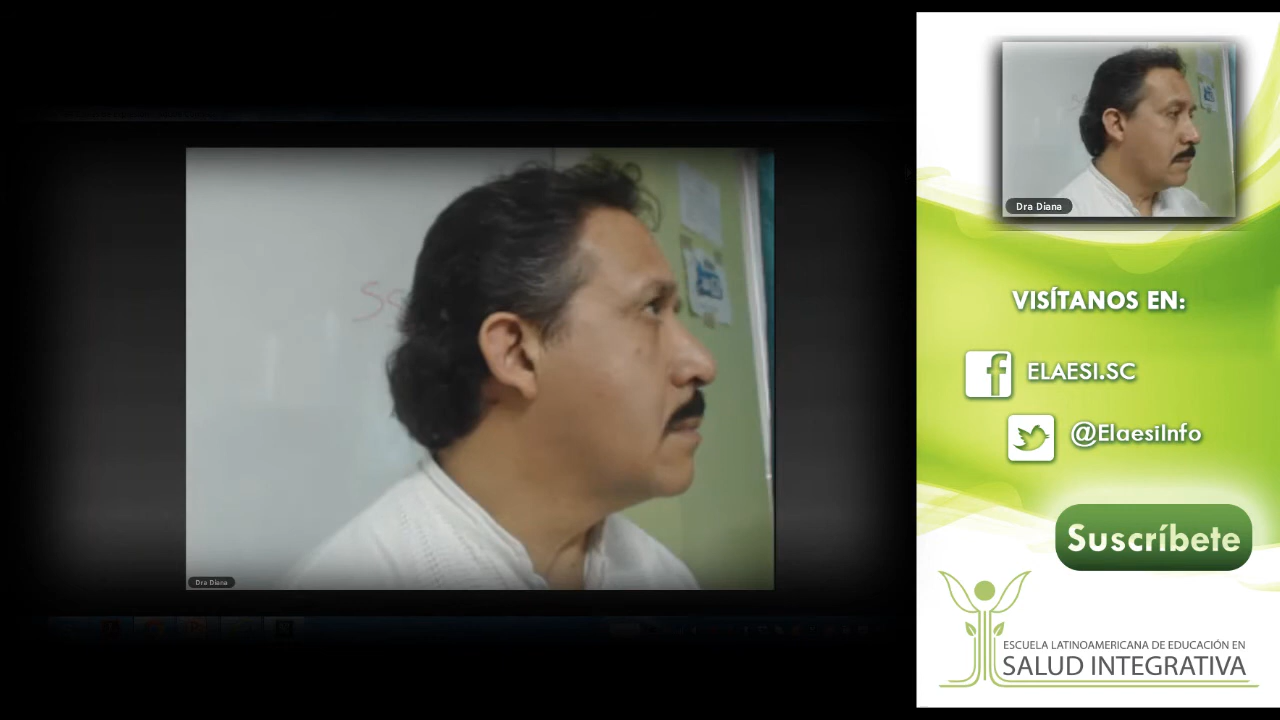 Dra Diana
Dra Diana
VISÍTANOS EN:
ELAESI.SC
@ElaesiInfo
Suscríbete
ESCUELA LATINOAMERICANA DE EDUCACIÓN EN
SALUD INTEGRATIVA